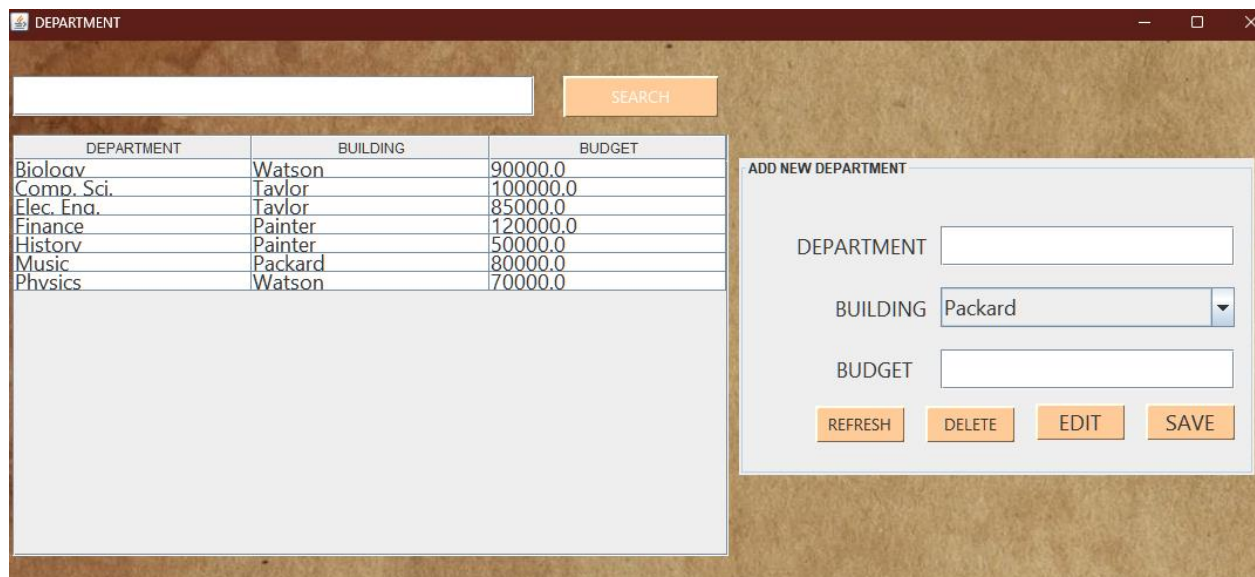 DEPARTMENT
SEARCH
DEPARTMENT BUILDING BUDGET
Biology Watson 90000.0
Comp. Sci. Taylor 100000.0
Elec. Eng. Taylor 85000.0
Finance Painter 120000.0
History Painter 50000.0
Music Packard 80000.0
Physics Watson 70000.0
ADD NEW DEPARTMENT
DEPARTMENT
BUILDING Packard
BUDGET
REFRESH DELETE EDIT SAVE